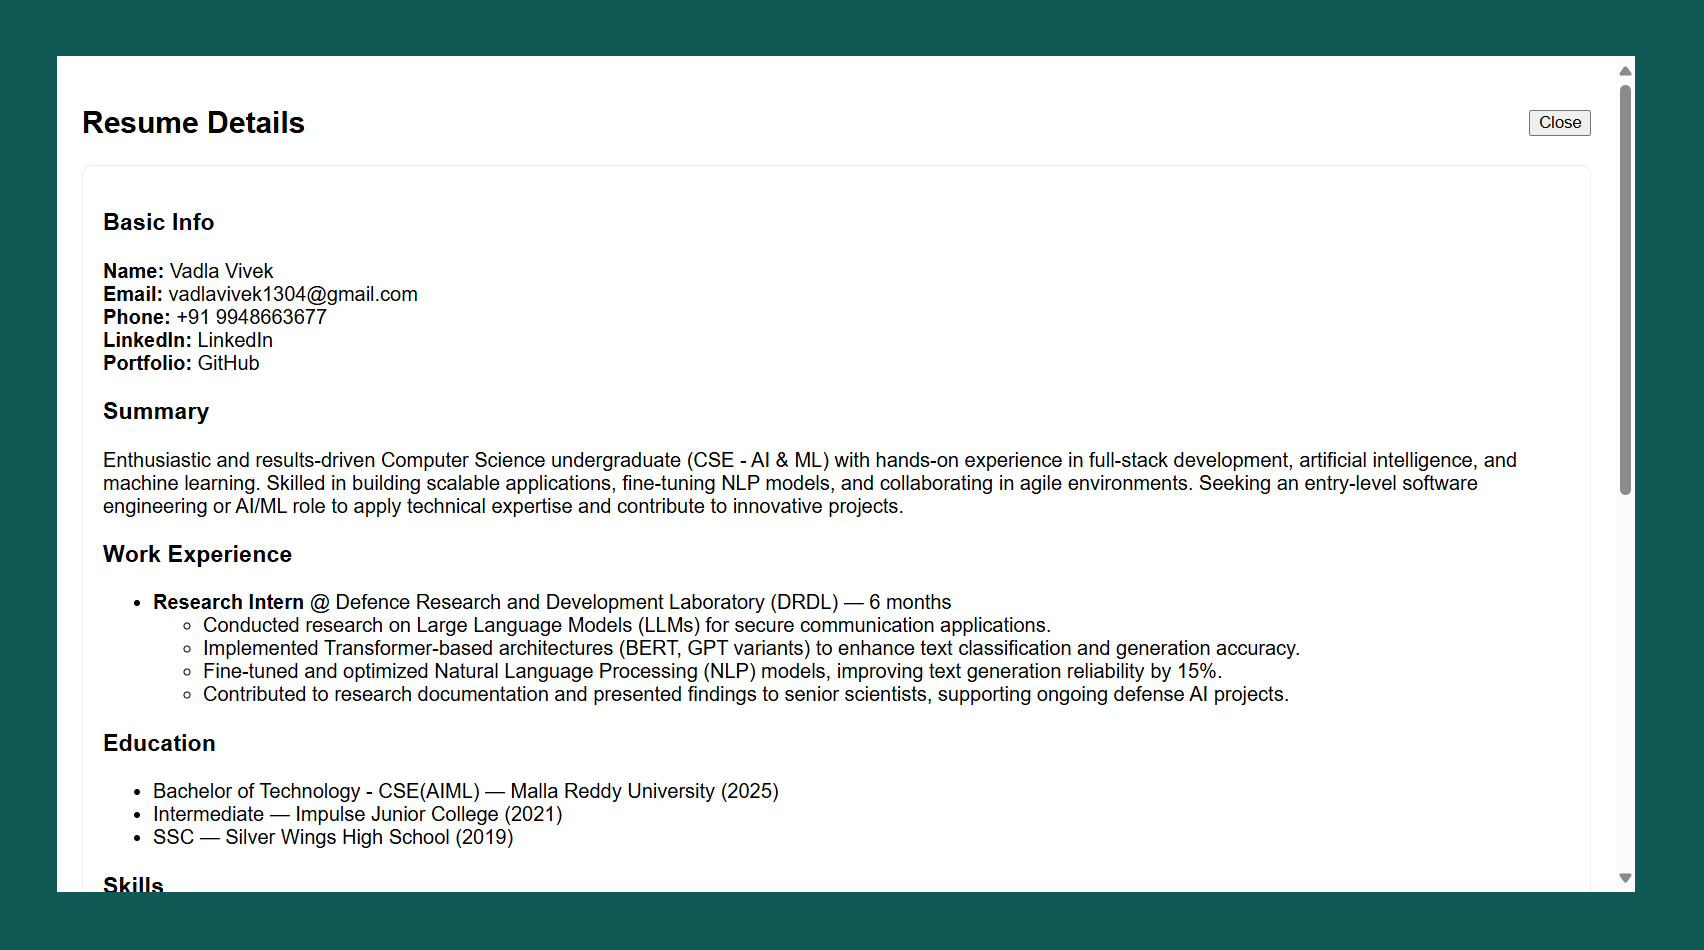 Resume Details
Close
Basic Info
Name: Vadla Vivek
Email: vadlavivek1304@gmail.com
Phone: +91 9948663677
LinkedIn: LinkedIn
Portfolio: GitHub
Summary
Enthusiastic and results-driven Computer Science undergraduate (CSE - AI & ML) with hands-on experience in full-stack development, artificial intelligence, and
machine learning. Skilled in building scalable applications, fine-tuning NLP models, and collaborating in agile environments. Seeking an entry-level software
engineering or AI/ML role to apply technical expertise and contribute to innovative projects.
Work Experience
• Research Intern @ Defence Research and Development Laboratory (DRDL) — 6 months
◦ Conducted research on Large Language Models (LLMs) for secure communication applications.
◦ Implemented Transformer-based architectures (BERT, GPT variants) to enhance text classification and generation accuracy.
◦ Fine-tuned and optimized Natural Language Processing (NLP) models, improving text generation reliability by 15%.
◦ Contributed to research documentation and presented findings to senior scientists, supporting ongoing defense AI projects.
Education
• Bachelor of Technology - CSE(AIML) — Malla Reddy University (2025)
• Intermediate — Impulse Junior College (2021)
• SSC — Silver Wings High School (2019)
Skills